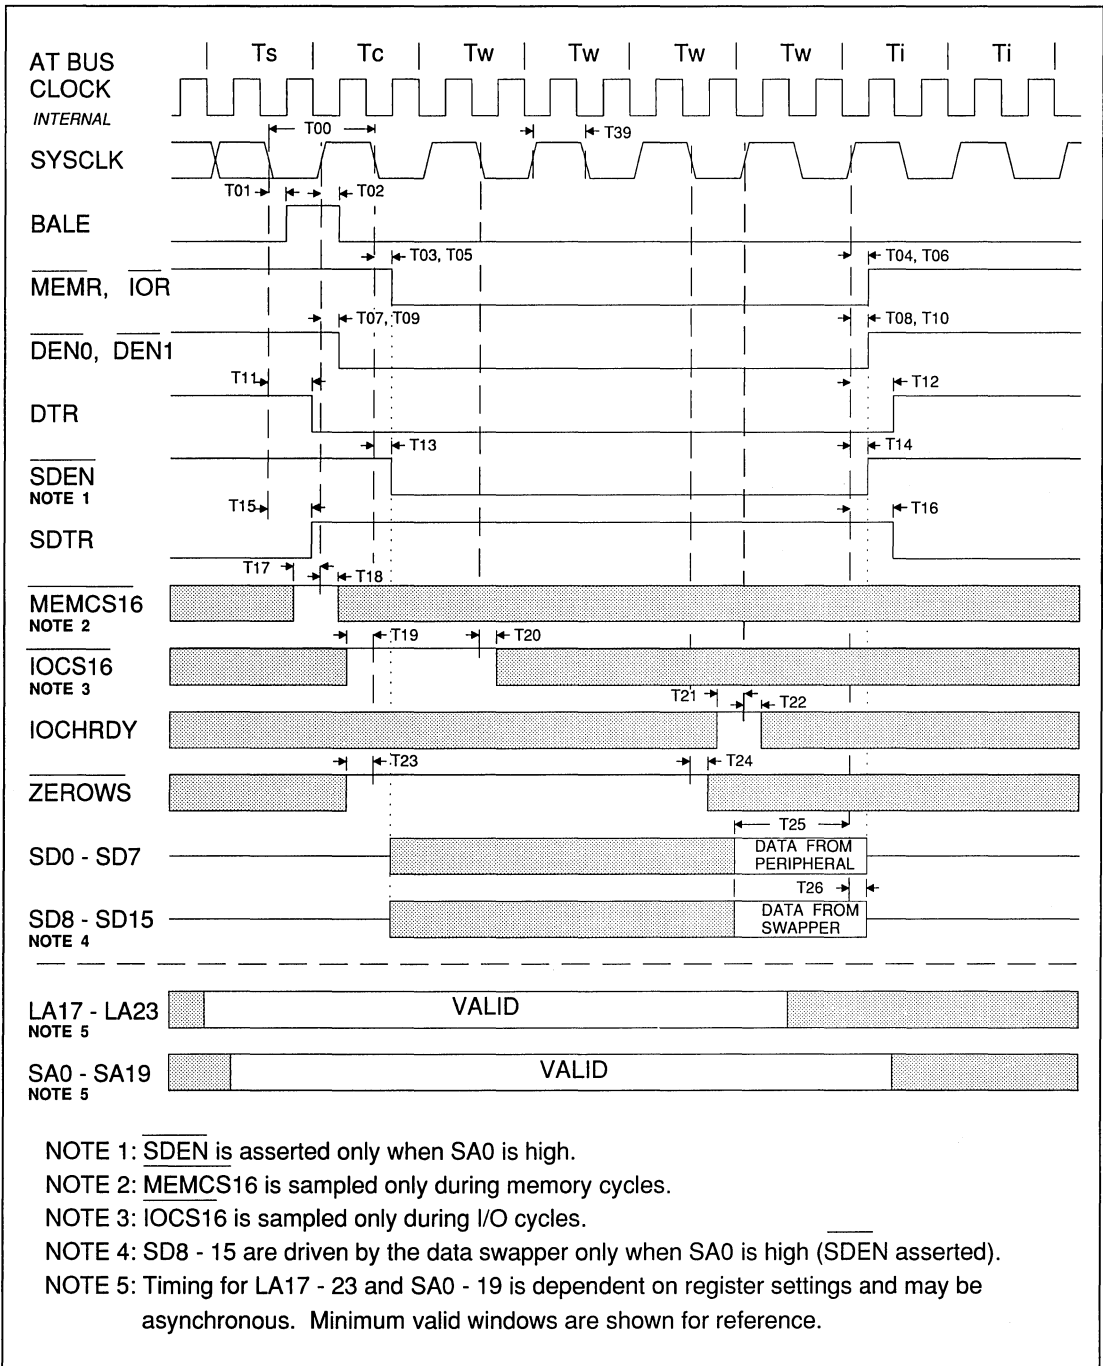 AT BUS CLOCK
INTERNAL
Ts Tc Tw Tw Tw Tw Ti Ti
T00
T39
SYSCLK
T01 T02
BALE
T03, T05 T04, T06
MEMR, IOR
T07, T09 T08, T10
DEN0, DEN1
T11 T12
DTR
T13 T14
SDEN
NOTE 1
T15 T16
SDTR
T17 T18
MEMCS16
NOTE 2
T19 T20
IOCS16
NOTE 3
T21 T22
IOCHRDY
T23 T24
ZEROWS
T25
SD0 - SD7
DATA FROM
PERIPHERAL
T26
SD8 - SD15
NOTE 4
DATA FROM
SWAPPER
LA17 - LA23 VALID
NOTE 5
SA0 - SA19 VALID
NOTE 5
NOTE 1: SDEN is asserted only when SA0 is high.
NOTE 2: MEMCS16 is sampled only during memory cycles.
NOTE 3: IOCS16 is sampled only during I/O cycles.
NOTE 4: SD8 - 15 are driven by the data swapper only when SA0 is high (SDEN asserted).
NOTE 5: Timing for LA17 - 23 and SA0 - 19 is dependent on register settings and may be
asynchronous. Minimum valid windows are shown for reference.